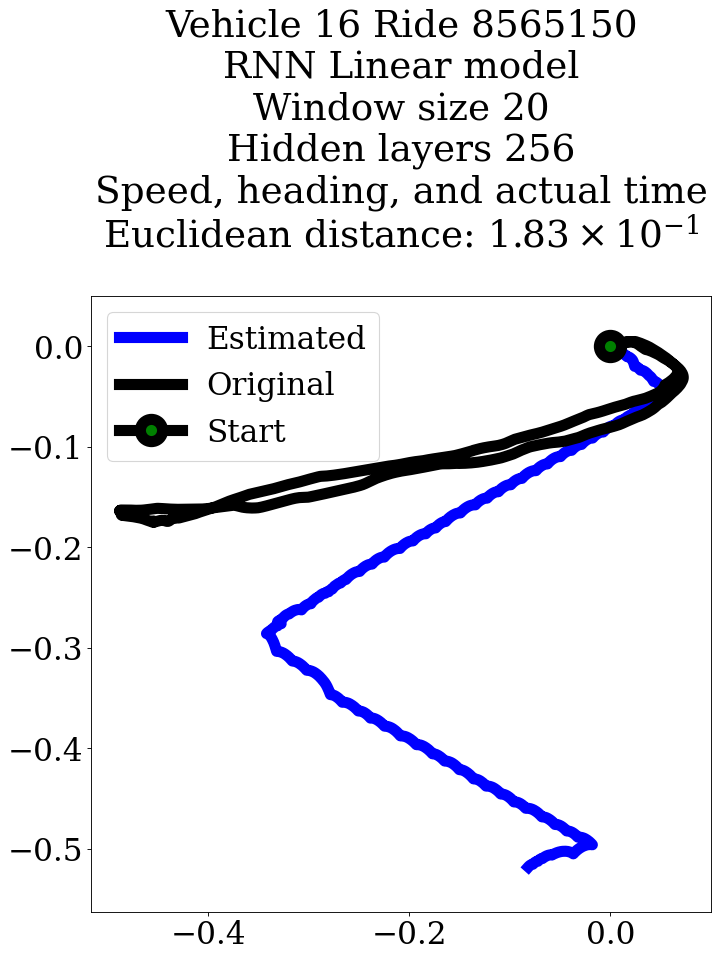 Vehicle 16 Ride 8565150
RNN Linear model
Window size 20
Hidden layers 256
Speed, heading, and actual time
Euclidean distance: 1.83 × 10⁻¹
Estimated
Original
Start
0.0
−0.1
−0.2
−0.3
−0.4
−0.5
−0.4 −0.2 0.0